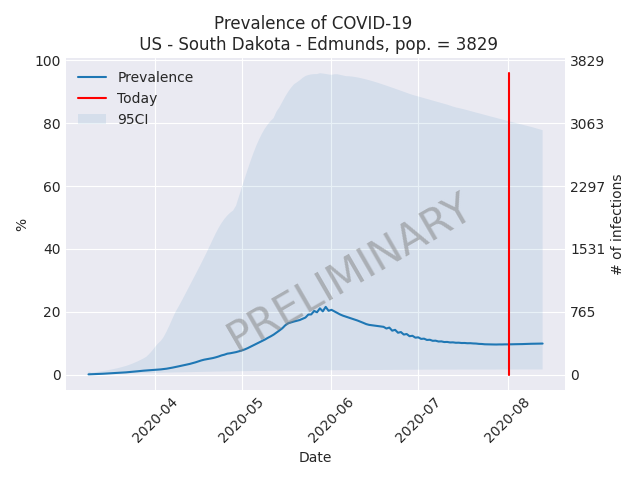 Prevalence of COVID-19
US - South Dakota - Edmunds, pop. = 3829
100
80
60
40
20
0
%
3829
3063
2297
1531
765
0
# of infections
Prevalence
Today
95CI
PRELIMINARY
2020-04
2020-05
2020-06
2020-07
2020-08
Date